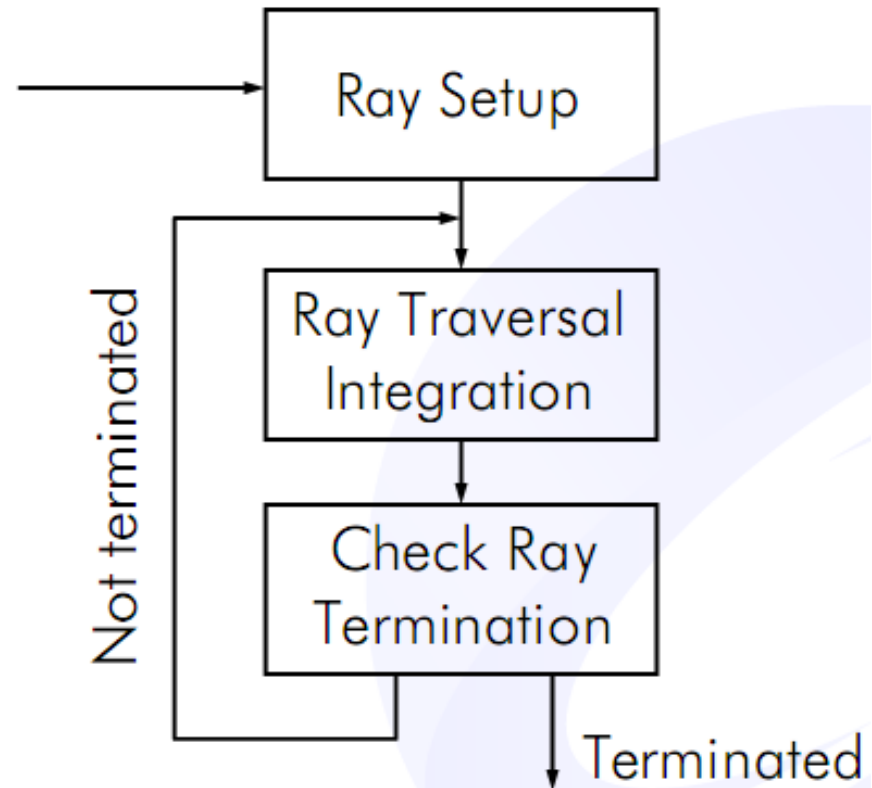 Ray Setup
Ray Traversal
Integration
Not terminated
Check Ray
Termination
Terminated